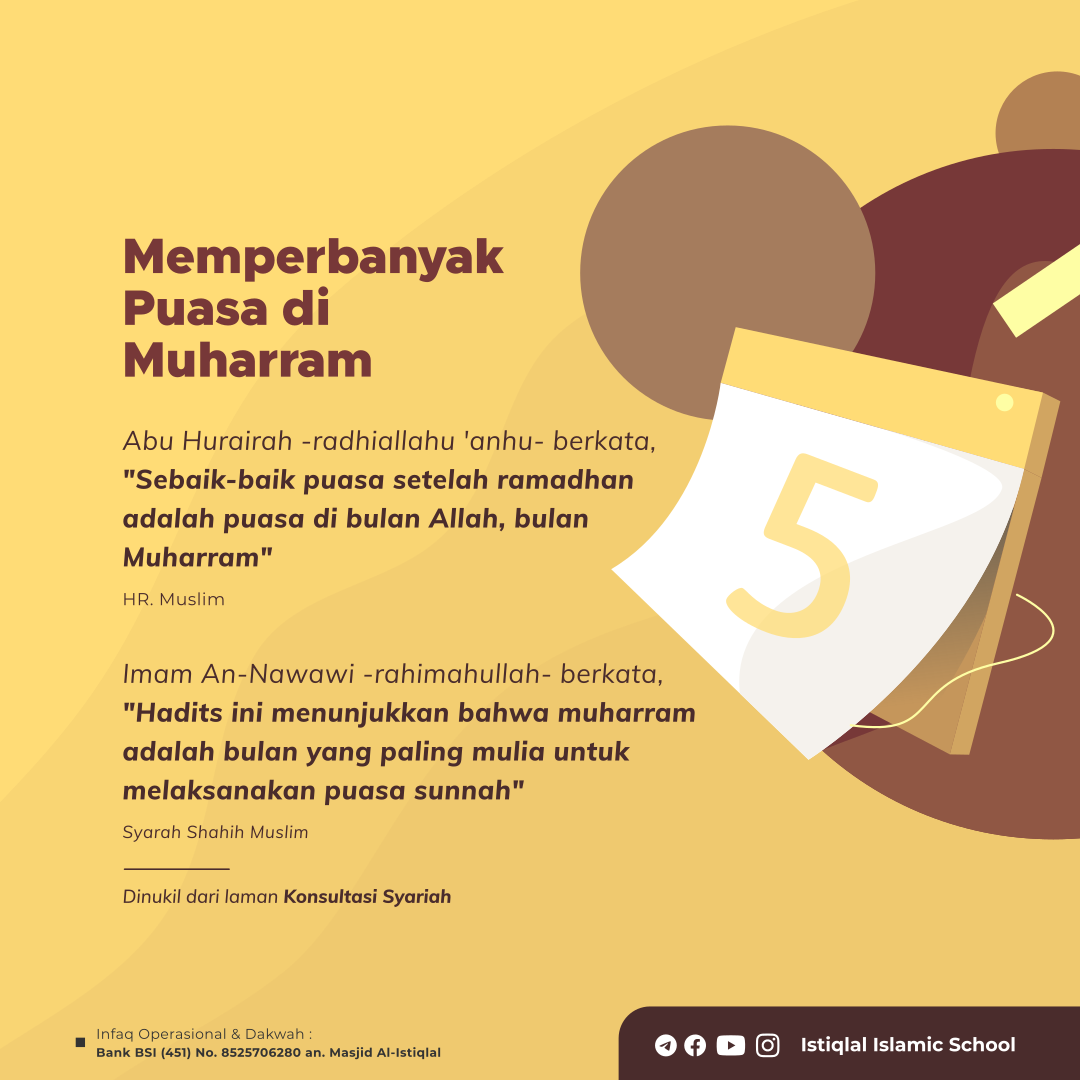 Memperbanyak
Puasa di
Muharram
Abu Hurairah -radhiallahu 'anhu- berkata,
"Sebaik-baik puasa setelah ramadhan
adalah puasa di bulan Allah, bulan
Muharram"
HR. Muslim
Imam An-Nawawi -rahimahullah- berkata,
"Hadits ini menunjukkan bahwa muharram
adalah bulan yang paling mulia untuk
melaksanakan puasa sunnah"
Syarah Shahih Muslim
Dinukil dari laman Konsultasi Syariah
5
Infaq Operasional & Dakwah :
Bank BSI (451) No. 8525706280 an. Masjid Al-Istiqlal
Istiqlal Islamic School